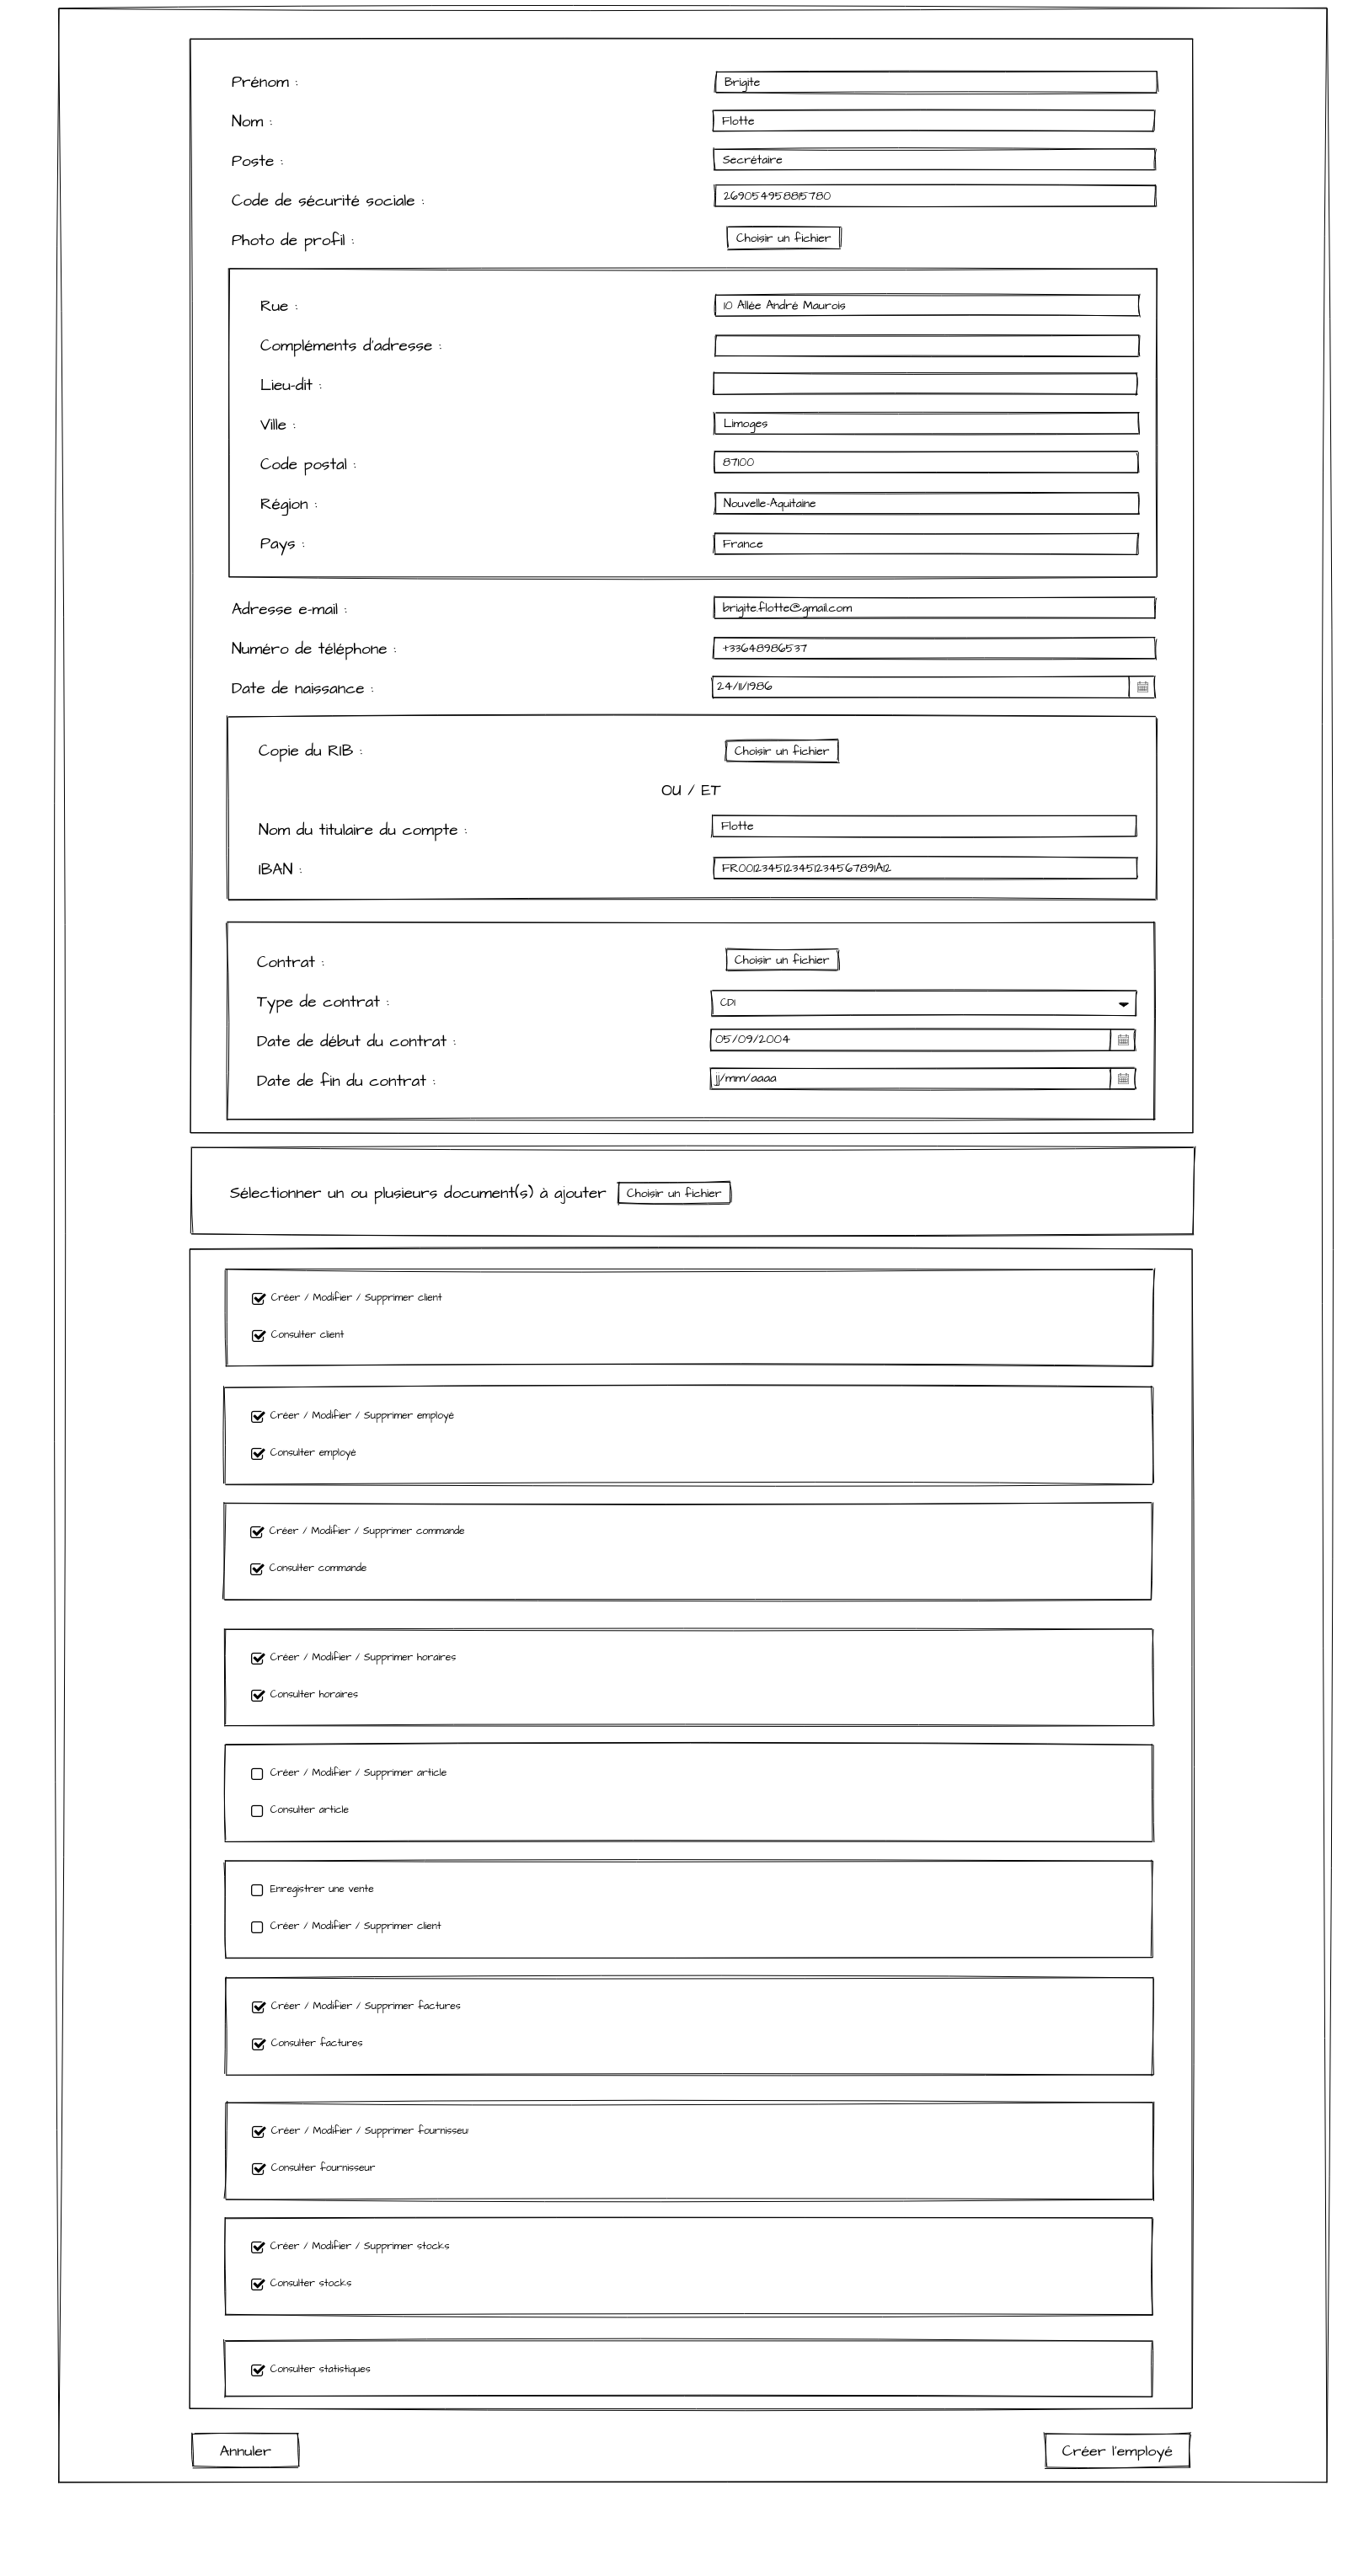 Prénom : Brigite
Nom : Flotte
Poste : Secrétaire
Code de sécurité sociale : 269054958815780
Photo de profil : Choisir un fichier
Rue : 10 Allée André Maurois
Compléments d'adresse :
Lieu-dit :
Ville : Limoges
Code postal : 87100
Région : Nouvelle-Aquitaine
Pays : France
Adresse e-mail : brigite.flotte@gmail.com
Numéro de téléphone : +33648986537
Date de naissance : 24/11/1986
Copie du RIB : Choisir un fichier
OU / ET
Nom du titulaire du compte : Flotte
IBAN : FR0012345123451234567891A12
Contrat : Choisir un fichier
Type de contrat : CDI
Date de début du contrat : 05/09/2004
Date de fin du contrat : jj/mm/aaaa
Sélectionner un ou plusieurs document(s) à ajouter Choisir un fichier
Créer / Modifier / Supprimer client
Consulter client
Créer / Modifier / Supprimer employé
Consulter employé
Créer / Modifier / Supprimer commande
Consulter commande
Créer / Modifier / Supprimer horaires
Consulter horaires
Créer / Modifier / Supprimer article
Consulter article
Enregistrer une vente
Créer / Modifier / Supprimer client
Créer / Modifier / Supprimer factures
Consulter factures
Créer / Modifier / Supprimer fournisseu
Consulter fournisseur
Créer / Modifier / Supprimer stocks
Consulter stocks
Consulter statistiques
Annuler
Créer l'employé